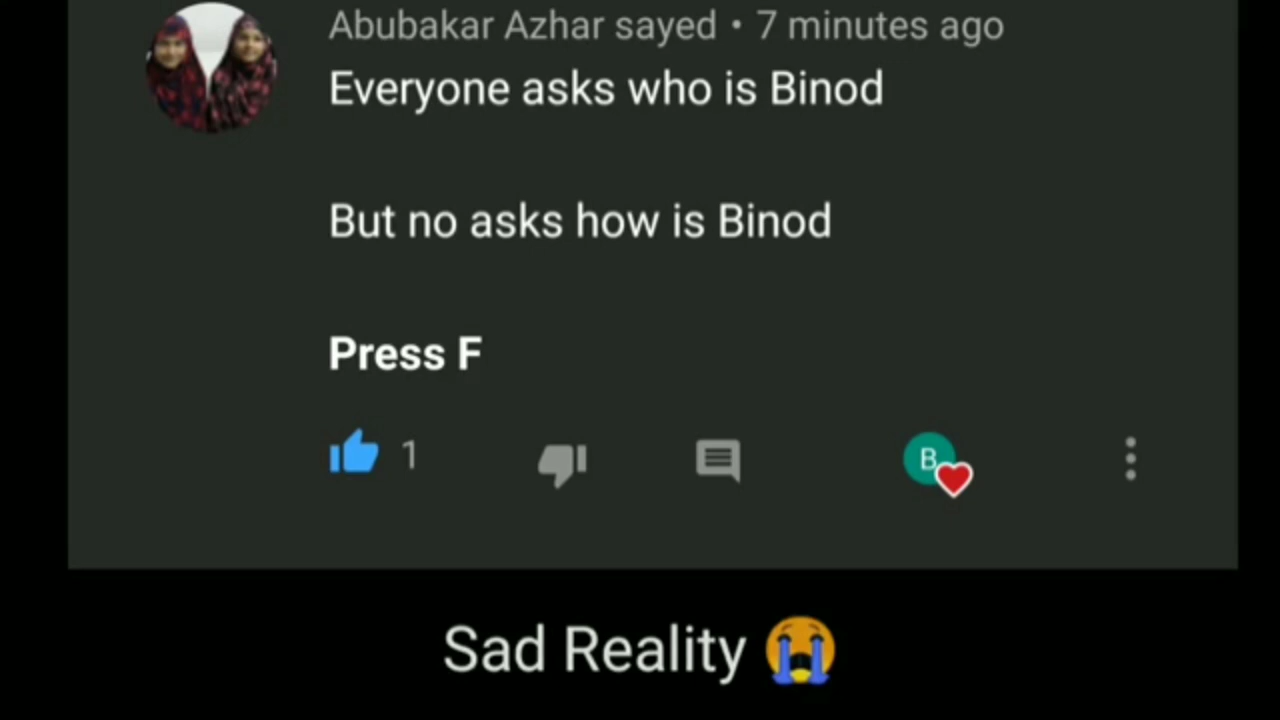 Abubakar Azhar sayed • 7 minutes ago
Everyone asks who is Binod
But no asks how is Binod
Press F
1
B
Sad Reality 😭